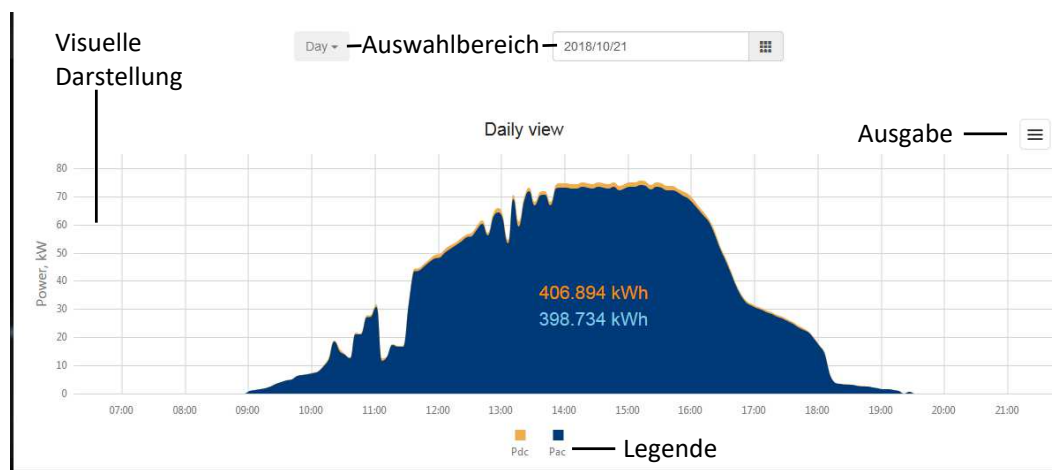 Visuelle
Darstellung
Day
Auswahlbereich
2018/10/21
Daily view
Ausgabe
Power, kW
80
70
60
50
40
30
20
10
0
406.894 kWh
398.734 kWh
07:00 08:00 09:00 10:00 11:00 12:00 13:00 14:00 15:00 16:00 17:00 18:00 19:00 20:00 21:00
Pdc Pac
Legende